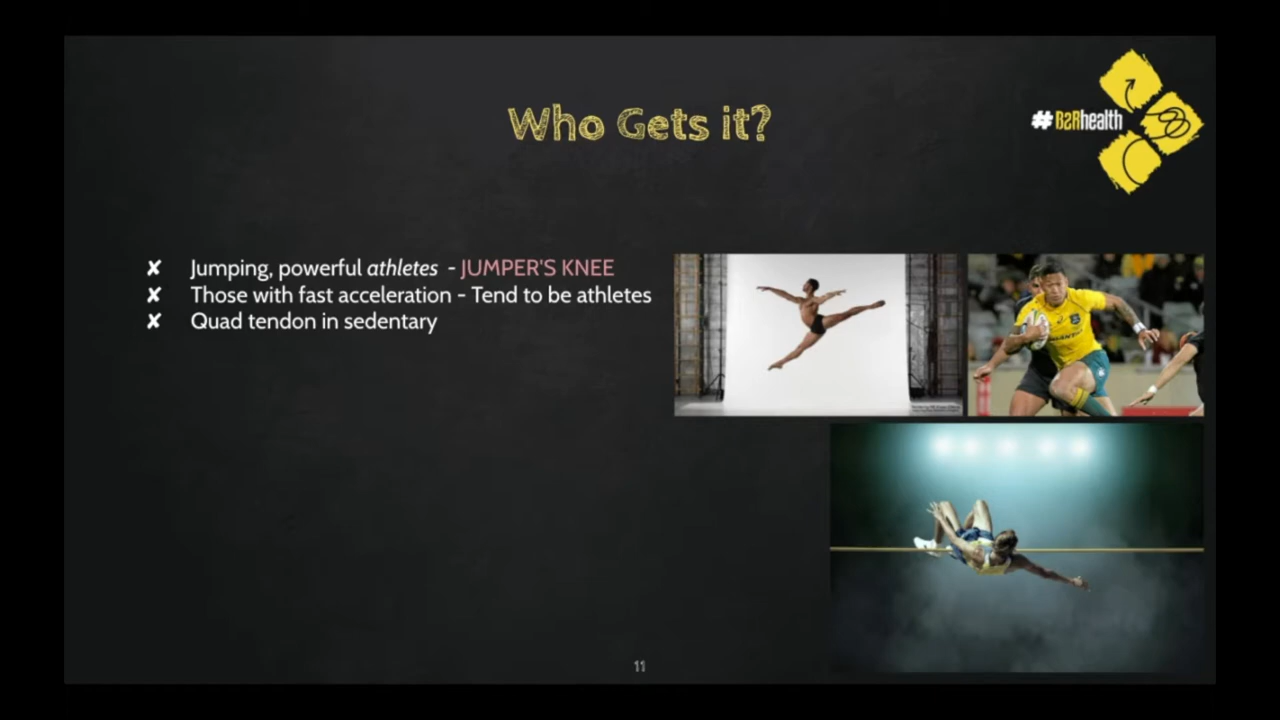 Who Gets it?
# B2Rhealth
✘ Jumping, powerful athletes - JUMPER'S KNEE
✘ Those with fast acceleration - Tend to be athletes
✘ Quad tendon in sedentary
11